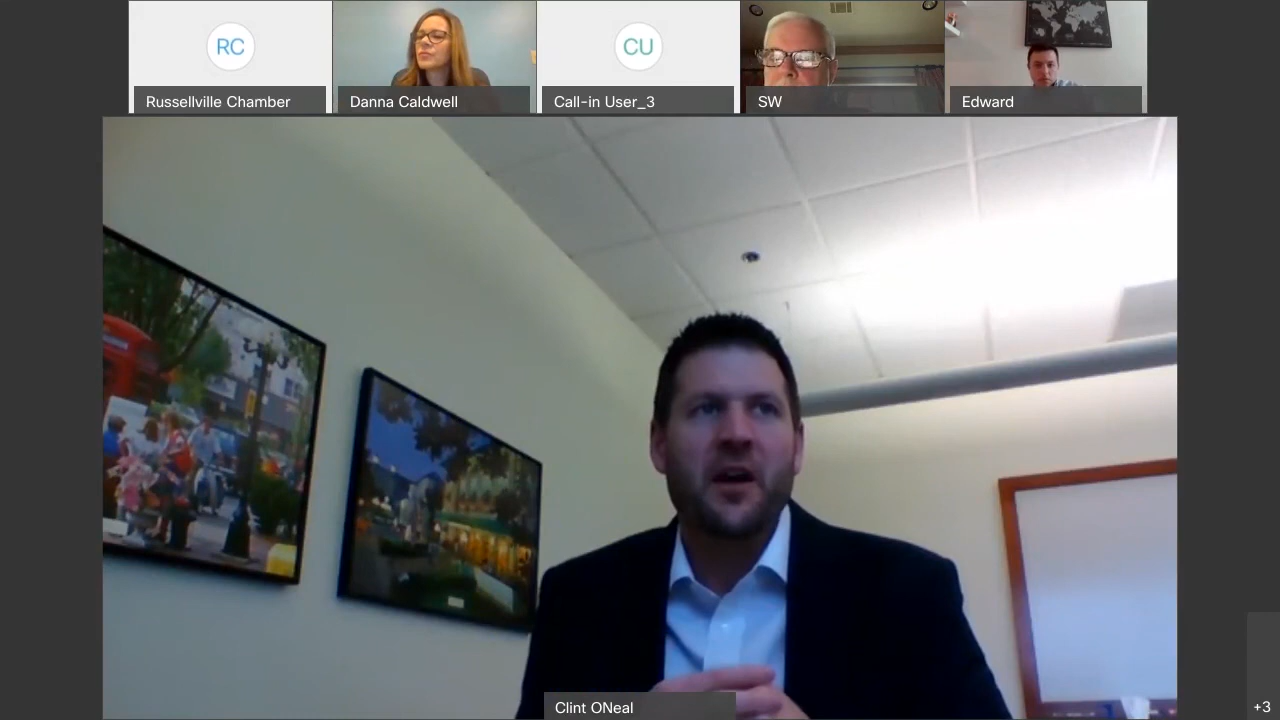 RC
Russellville Chamber
Danna Caldwell
CU
Call-in User_3
SW
Edward
Clint ONeal
+3